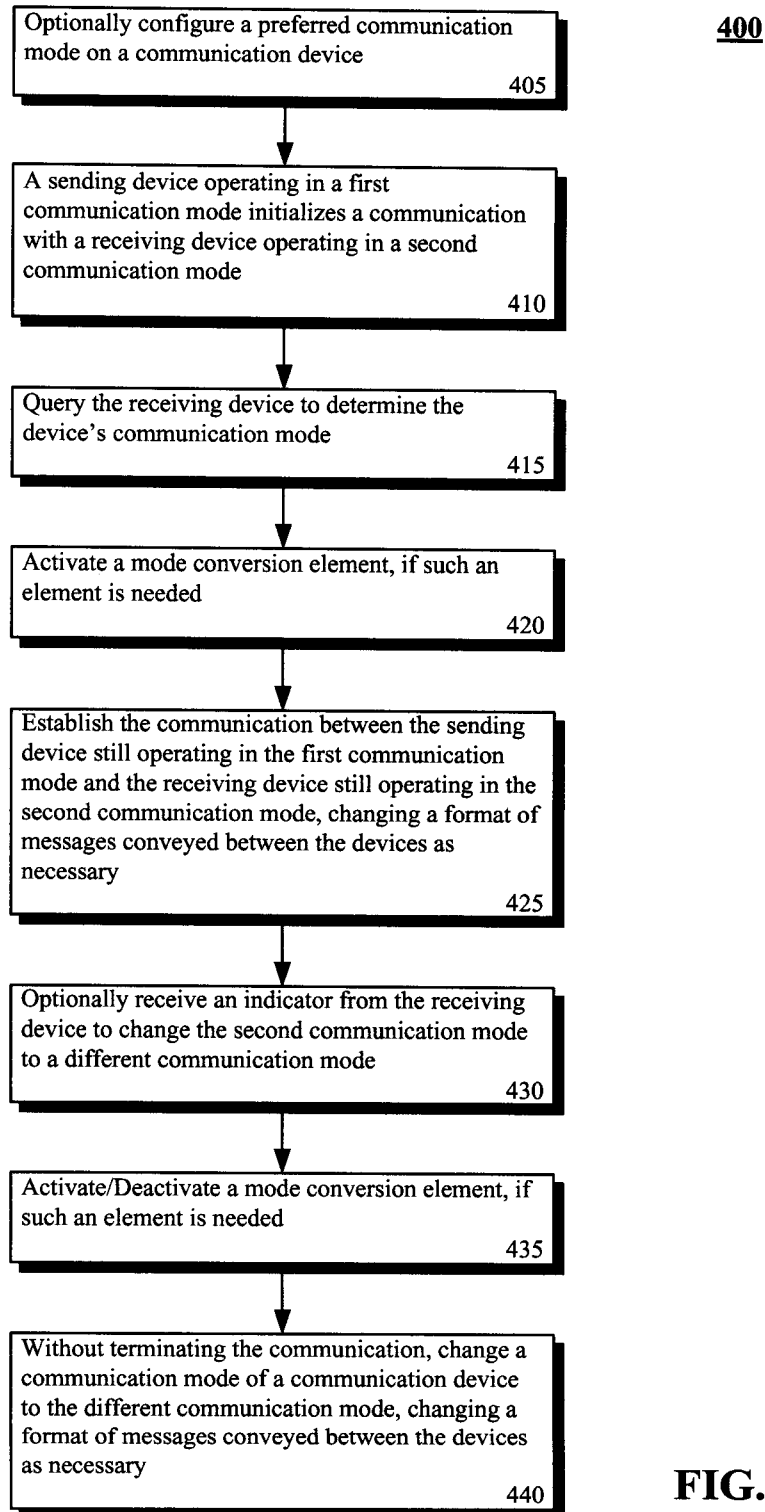 400
Optionally configure a preferred communication
mode on a communication device
405
A sending device operating in a first
communication mode initializes a communication
with a receiving device operating in a second
communication mode
410
Query the receiving device to determine the
device's communication mode
415
Activate a mode conversion element, if such an
element is needed
420
Establish the communication between the sending
device still operating in the first communication
mode and the receiving device still operating in the
second communication mode, changing a format of
messages conveyed between the devices as
necessary
425
Optionally receive an indicator from the receiving
device to change the second communication mode
to a different communication mode
430
Activate/Deactivate a mode conversion element, if
such an element is needed
435
Without terminating the communication, change a
communication mode of a communication device
to the different communication mode, changing a
format of messages conveyed between the devices
as necessary
440
FIG.